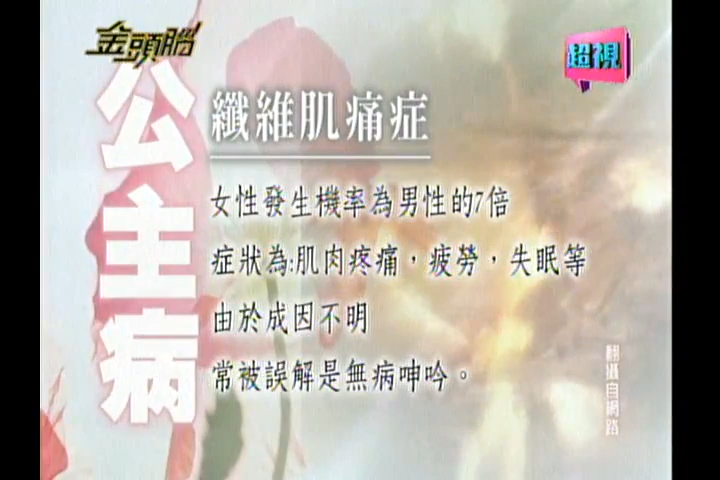 金頭腦
超視
公主病
纖維肌痛症
女性發生機率為男性的7倍
症狀為:肌肉疼痛，疲勞，失眠等
由於成因不明
常被誤解是無病呻吟。
翻攝自網路